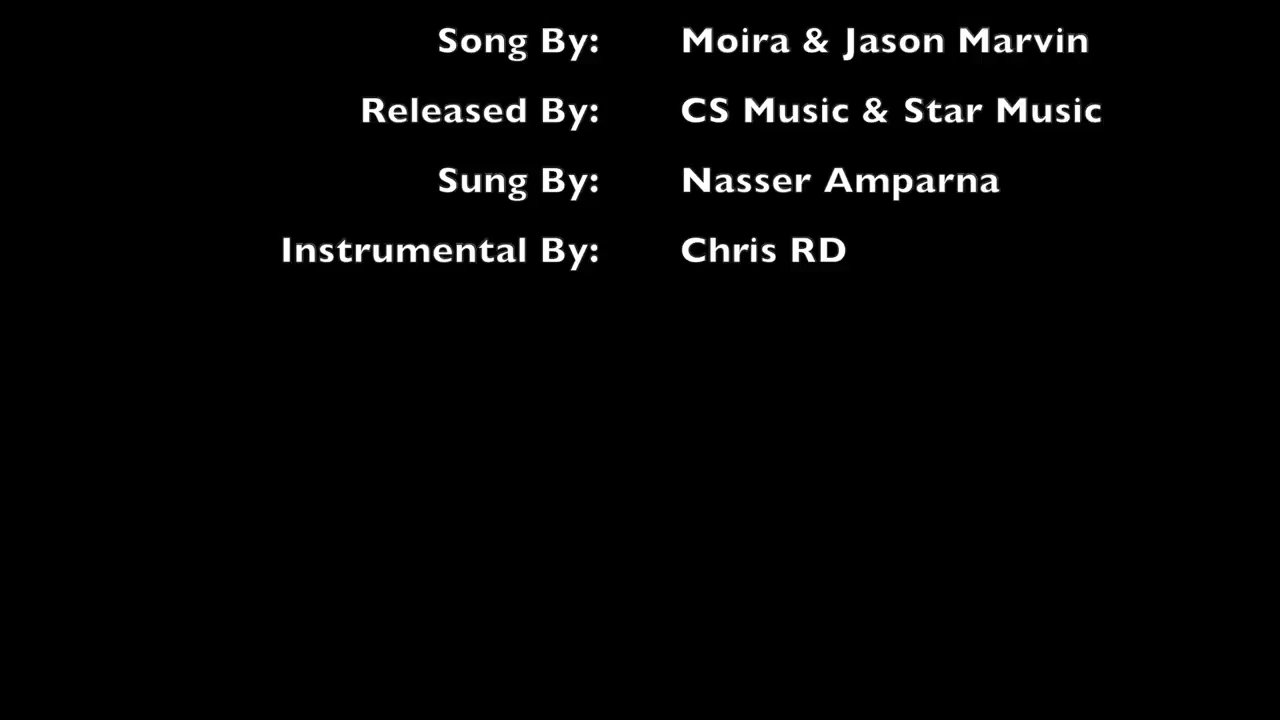 Song By: Moira & Jason Marvin
Released By: CS Music & Star Music
Sung By: Nasser Amparna
Instrumental By: Chris RD